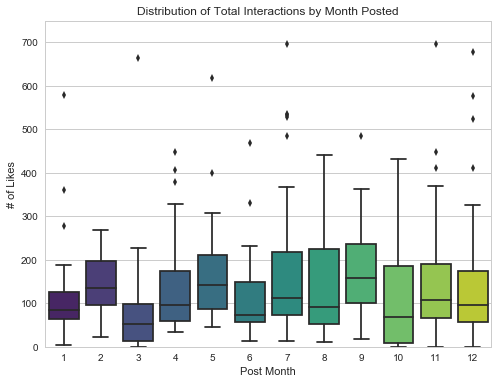 Distribution of Total Interactions by Month Posted
700
600
500
400
300
200
100
0
# of Likes
1 2 3 4 5 6 7 8 9 10 11 12
Post Month